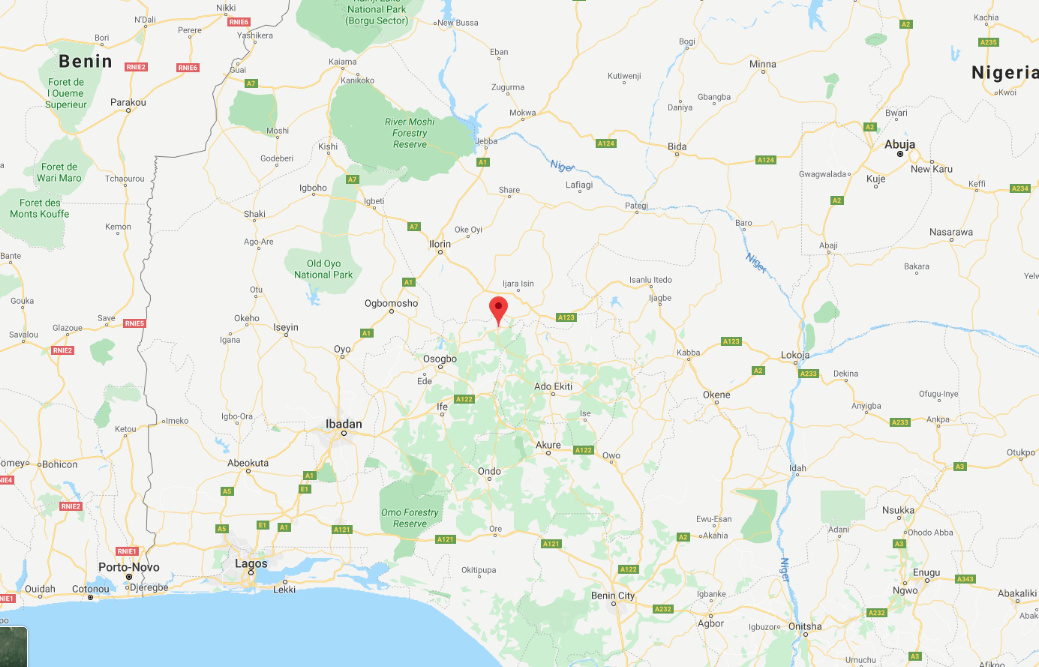 Nikki
National Park
(Borgu Sector)
New Bussa
N'Dali
RNIE6
Kachia
Perere
A2
Bori
Yashikera
Bogi
A235
Benin
Eban
Minna
RNIE2
RNIE6
Guai
Kaiama
Nigeria
Foret de
l Oueme
Superieur
Kanikoko
Kutiwenji
A7
Zugurma
Kwoi
Parakou
Gbangba
Daniya
Mokwa
Bwari
River Moshi
Forestry
Reserve
A2
Moshi
Jebba
Kishi
A124
Bida
Abuja
Godeberi
A1
A124
Foret de
Wari Maro
Niger
New Karu
Tchaourou
A7
Gwagwalada
Kuje
Igboho
Share
Lafiagi
Keffi
A234
Foret des
Monts Kouffe
Igbeti
Pategi
A2
Shaki
Kemon
A7
Oke Oyi
Baro
Nasarawa
Ago-Are
Ilorin
Abaji
Bante
Old Oyo
National Park
Niger
Bakara
A1
Ijara Isin
Isanlu Itedo
Otu
Gouka
Ogbomosho
Ijagbe
Save
RNIE5
Okeho
A123
Glazoue
Iseyin
A1
Savalou
Igana
A123
RNIE2
Oyo
Osogbo
Kabba
Lokoja
A2
A233
Dekina
Ede
Ado Ekiti
Okene
Ofugu-Inye
A122
Ife
Anyigba
Imeko
Igbo-Ora
Ise
A233
Ankpa
Ketou
Ibadan
Akure
A122
Otukpo
Owo
Bohicon
Abeokuta
A3
Idah
Ondo
A1
A5
E1
RNIE2
Omo Forestry
Reserve
Nsukka
Ewu-Esan
A5
E1
A1
A121
Ore
Adani
Ohodo Abba
A2
Akahia
A121
A121
A3
RNIE1
Lagos
Porto-Novo
Okitipupa
A122
Niger
Enugu
A343
Ouidah
Cotonou
Djeregbe
Lekki
Ngwo
Benin City
Igbanke
Abakaliki
A232
A232
Agbor
Igbuzor
Onitsha
Umuchu
A3